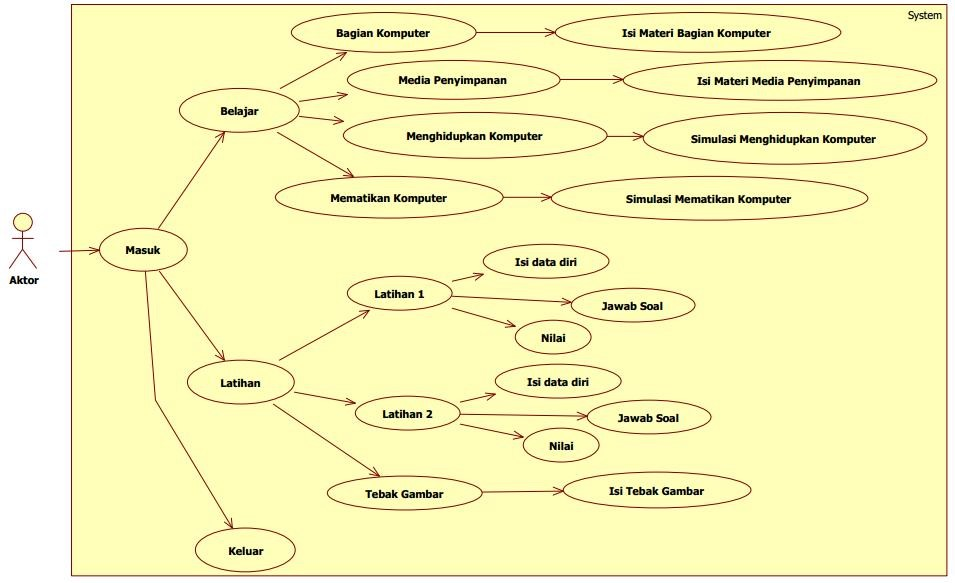 System
Bagian Komputer
Isi Materi Bagian Komputer
Media Penyimpanan
Isi Materi Media Penyimpanan
Belajar
Menghidupkan Komputer
Simulasi Menghidupkan Komputer
Mematikan Komputer
Simulasi Mematikan Komputer
Masuk
Aktor
Isi data diri
Latihan 1
Jawab Soal
Nilai
Latihan
Isi data diri
Latihan 2
Jawab Soal
Nilai
Tebak Gambar
Isi Tebak Gambar
Keluar